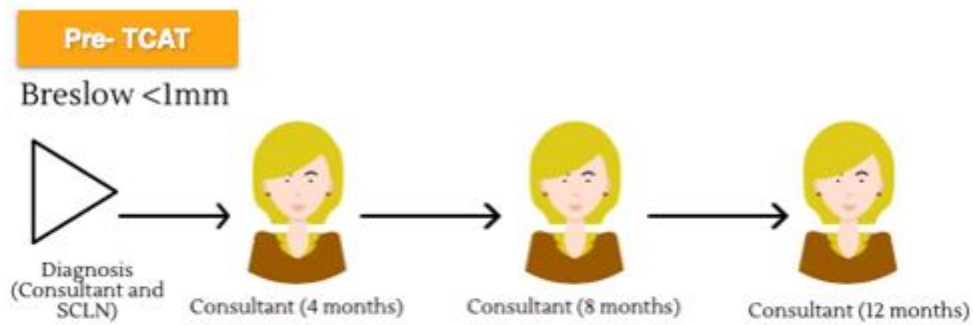 Pre- TCAT
Breslow <1mm
Diagnosis
(Consultant and
SCLN)
Consultant (4 months)
Consultant (8 months)
Consultant (12 months)